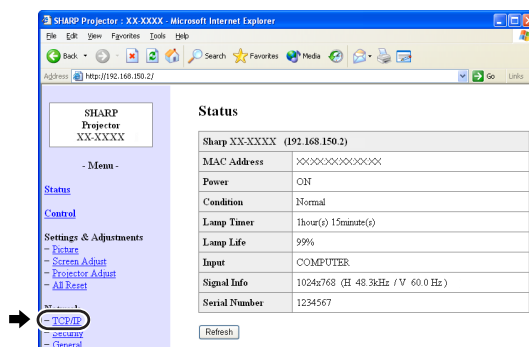 SHARP Projector : XX-XXXX - Microsoft Internet Explorer
File Edit View Favorites Tools Help
Back Search Favorites Media
Address http://192.168.150.2/ Go Links
SHARP
Projector
XX-XXXX
- Menu -
Status
Control
Settings & Adjustments
- Picture
- Screen Adjust
- Projector Adjust
- All Reset
- TCP/IP
- Security
- General
Status
Sharp XX-XXXX (192.168.150.2)
MAC Address XXXXXXXXXXXX
Power ON
Condition Normal
Lamp Timer 1hour(s) 15minute(s)
Lamp Life 99%
Input COMPUTER
Signal Info 1024x768 (H 48.3kHz / V 60.0 Hz)
Serial Number 1234567
Refresh